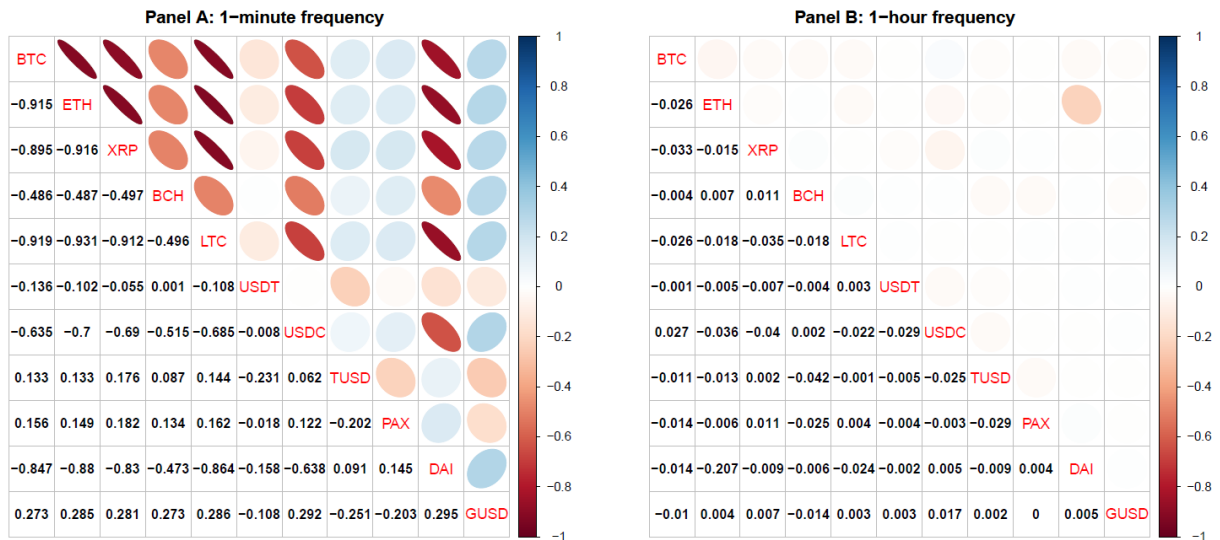 Panel A: 1−minute frequency
BTC
−0.915 ETH
−0.895 −0.916 XRP
−0.486 −0.487 −0.497 BCH
−0.919 −0.931 −0.912 −0.496 LTC
−0.136 −0.102 −0.055 0.001 −0.108 USDT
−0.635 −0.7 −0.69 −0.515 −0.685 −0.008 USDC
0.133 0.133 0.176 0.087 0.144 −0.231 0.062 TUSD
0.156 0.149 0.182 0.134 0.162 −0.018 0.122 −0.202 PAX
−0.847 −0.88 −0.83 −0.473 −0.864 −0.158 −0.638 0.091 0.145 DAI
0.273 0.285 0.281 0.273 0.286 −0.108 0.292 −0.251 −0.203 0.295 GUSD
1
0.8
0.6
0.4
0.2
0
−0.2
−0.4
−0.6
−0.8
−1
Panel B: 1−hour frequency
BTC
−0.026 ETH
−0.033 −0.015 XRP
−0.004 0.007 0.011 BCH
−0.026 −0.018 −0.035 −0.018 LTC
−0.001 −0.005 −0.007 −0.004 0.003 USDT
0.027 −0.036 −0.04 0.002 −0.022 −0.029 USDC
−0.011 −0.013 0.002 −0.042 −0.001 −0.005 −0.025 TUSD
−0.014 −0.006 0.011 −0.025 0.004 −0.004 −0.003 −0.029 PAX
−0.014 −0.207 −0.009 −0.006 −0.024 −0.002 0.005 −0.009 0.004 DAI
−0.01 0.004 0.007 −0.014 0.003 0.003 0.017 0.002 0 0.005 GUSD
1
0.8
0.6
0.4
0.2
0
−0.2
−0.4
−0.6
−0.8
−1